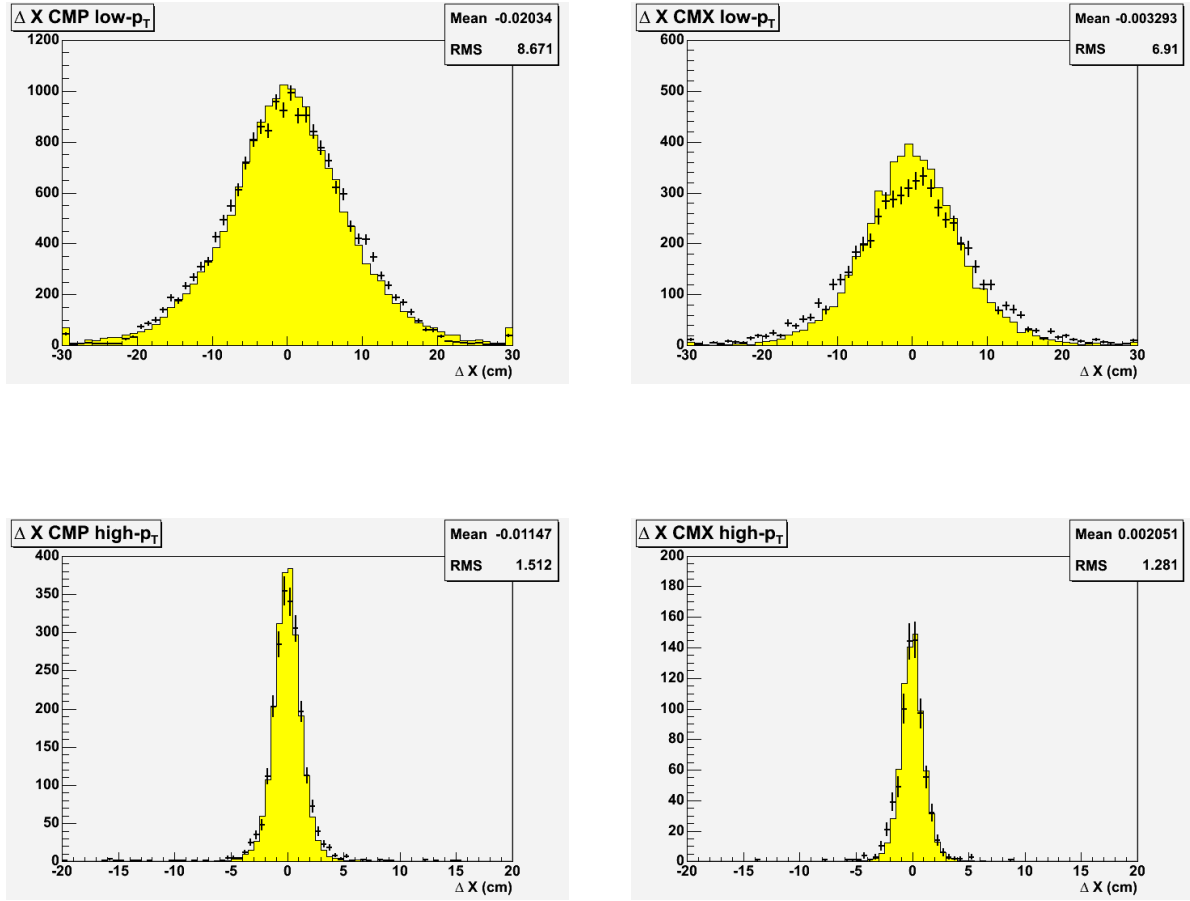 Δ X CMP low-pT
Mean -0.02034
RMS 8.671
1200
1000
800
600
400
200
0
-30 -20 -10 0 10 20 30
Δ X (cm)
Δ X CMX low-pT
Mean -0.003293
RMS 6.91
600
500
400
300
200
100
0
-30 -20 -10 0 10 20 30
Δ X (cm)
Δ X CMP high-pT
Mean -0.01147
RMS 1.512
400
350
300
250
200
150
100
50
0
-20 -15 -10 -5 0 5 10 15 20
Δ X (cm)
Δ X CMX high-pT
Mean 0.002051
RMS 1.281
200
180
160
140
120
100
80
60
40
20
0
-20 -15 -10 -5 0 5 10 15 20
Δ X (cm)